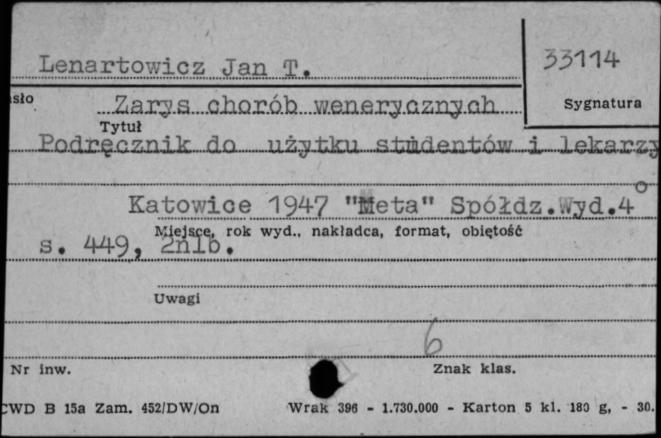 Lenartowicz Jan T.
33114
sło
Zarys chorób wenerycznych
Sygnatura
Tytuł
Podręcznik do użytku studentów i lekarzy
Katowice 1947 "Meta" Spółdz.Wyd.4°
Miejsce, rok wyd., nakładca, format, obiętość
s. 449, 2nlb.
Uwagi
6
Nr inw.
Znak klas.
CWD B 15a Zam. 452/DW/On Wrak 396 - 1.730.000 - Karton 5 kl. 180 g, - 30.